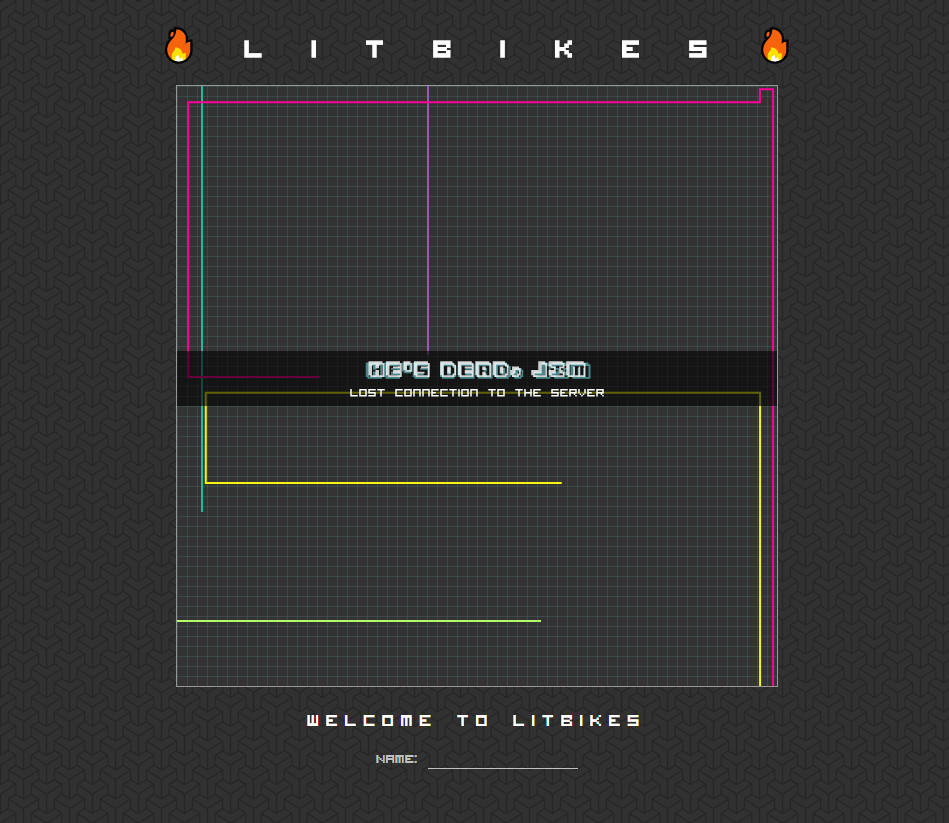 LITBIKES
HE'S DEAD, JIM
LOST CONNECTION TO THE SERVER
WELCOME TO LITBIKES
NAME: